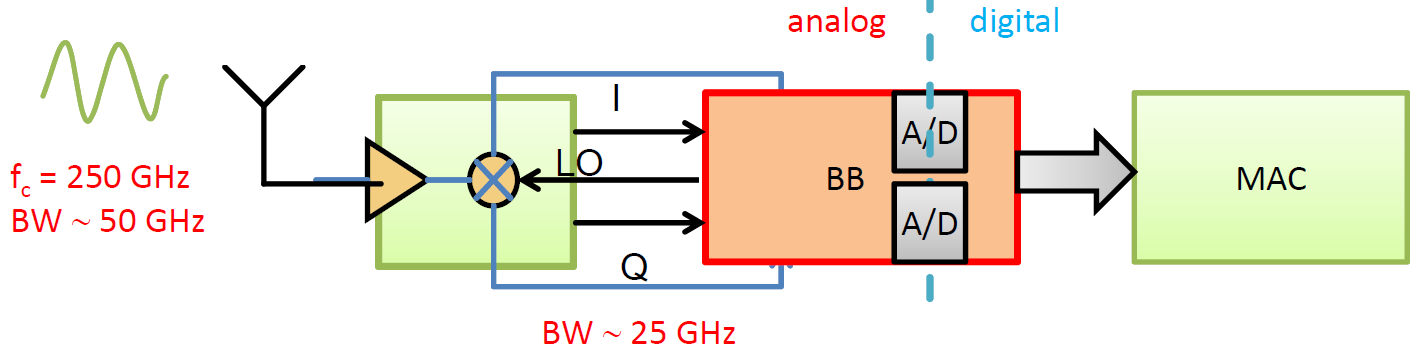 analog
digital
I
A/D
LO
f_c = 250 GHz
BB
MAC
BW ~ 50 GHz
A/D
Q
BW ~ 25 GHz